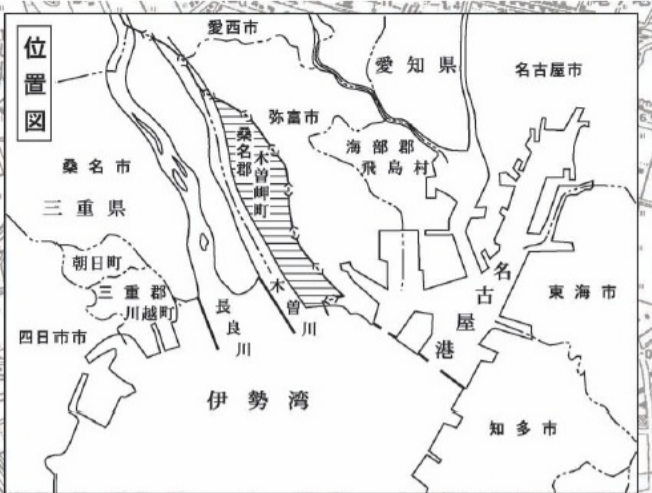 位置図
愛西市
愛知県
名古屋市
弥富市
海部郡
飛島村
桑名郡
木曽岬町
桑名市
三重県
朝日町
三重郡
川越町
四日市市
長良川
木曽川
名古屋港
東海市
伊勢湾
知多市